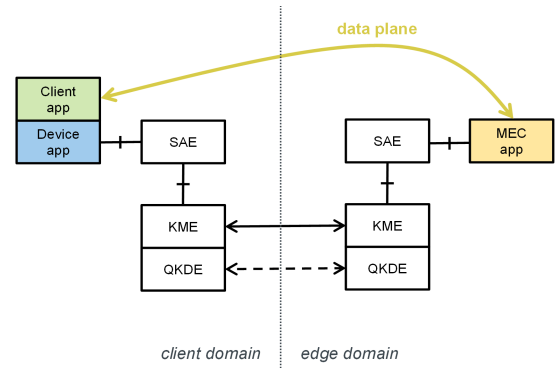 data plane
Client
app
Device
app
SAE
SAE
MEC
app
KME
KME
QKDE
QKDE
client domain
edge domain